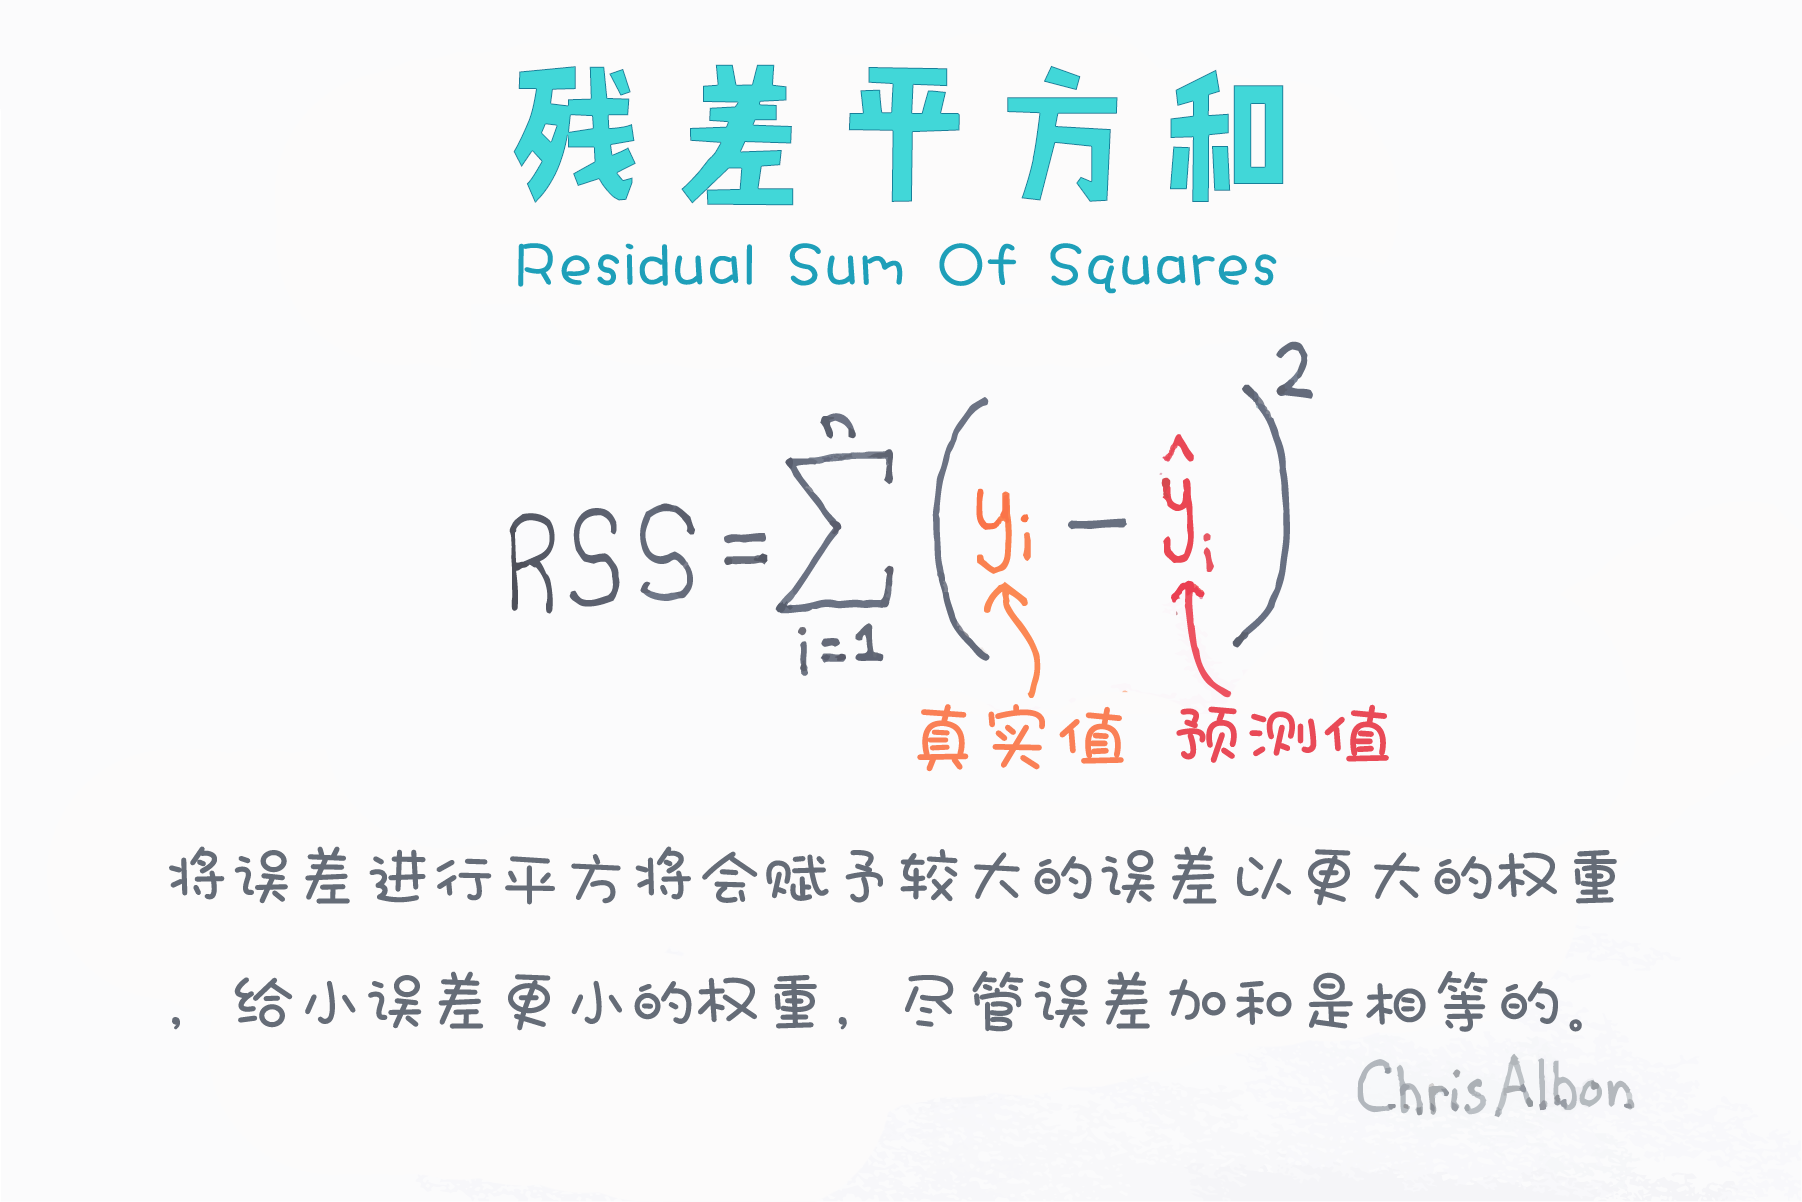 残差平方和
Residual Sum Of Squares
RSS = \sum_{i=1}^{n} (y_i - \hat{y}_i)^2
真实值 预测值
将误差进行平方将会赋予较大的误差以更大的权重
，给小误差更小的权重，尽管误差加和是相等的。
Chris Albon